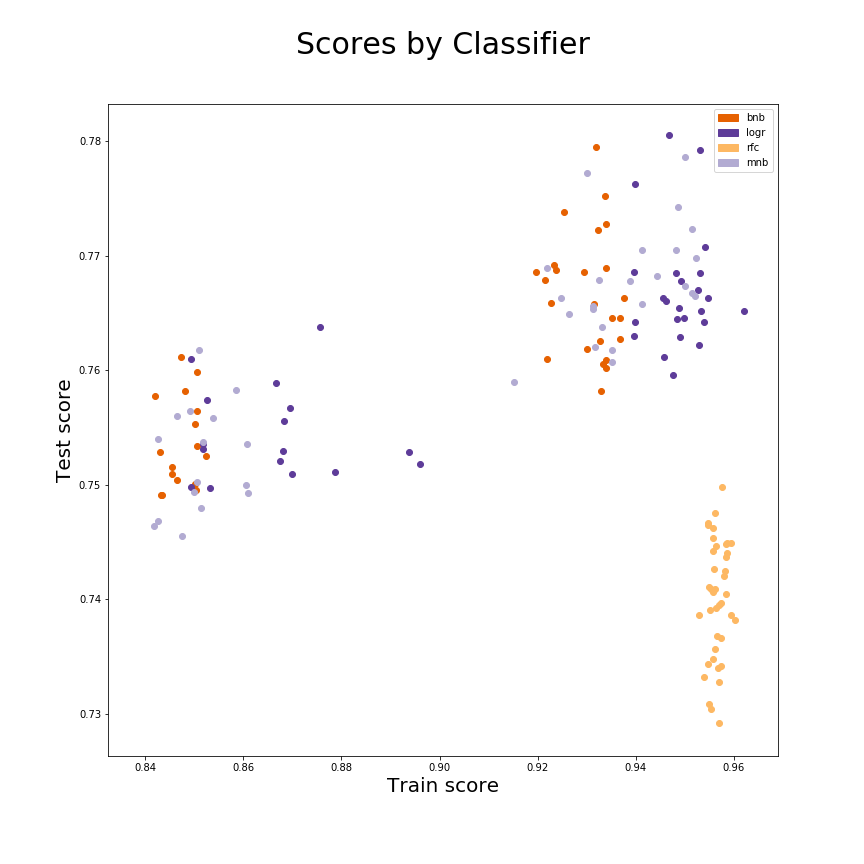 Scores by Classifier
bnb
logr
rfc
mnb
0.78
0.77
0.76
0.75
0.74
0.73
Test score
0.84
0.86
0.88
0.90
0.92
0.94
0.96
Train score